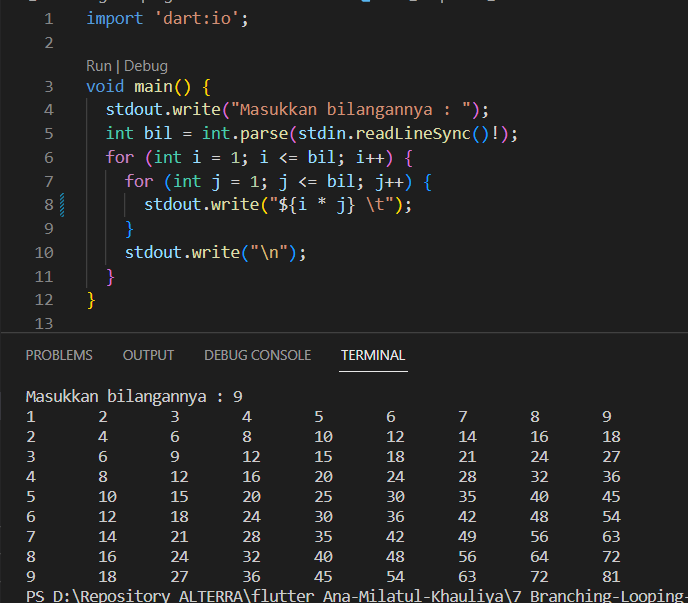 1 import 'dart:io';
2
Run | Debug
3 void main() {
4 stdout.write("Masukkan bilangannya : ");
5 int bil = int.parse(stdin.readLineSync()!);
6 for (int i = 1; i <= bil; i++) {
7 for (int j = 1; j <= bil; j++) {
8 stdout.write("${i * j} \t");
9 }
10 stdout.write("\n");
11 }
12 }
13
PROBLEMS OUTPUT DEBUG CONSOLE TERMINAL
Masukkan bilangannya : 9
1 2 3 4 5 6 7 8 9
2 4 6 8 10 12 14 16 18
3 6 9 12 15 18 21 24 27
4 8 12 16 20 24 28 32 36
5 10 15 20 25 30 35 40 45
6 12 18 24 30 36 42 48 54
7 14 21 28 35 42 49 56 63
8 16 24 32 40 48 56 64 72
9 18 27 36 45 54 63 72 81
PS D:\Repository ALTERRA\flutter Ana-Milatul-Khauliya\7 Branching-Looping-